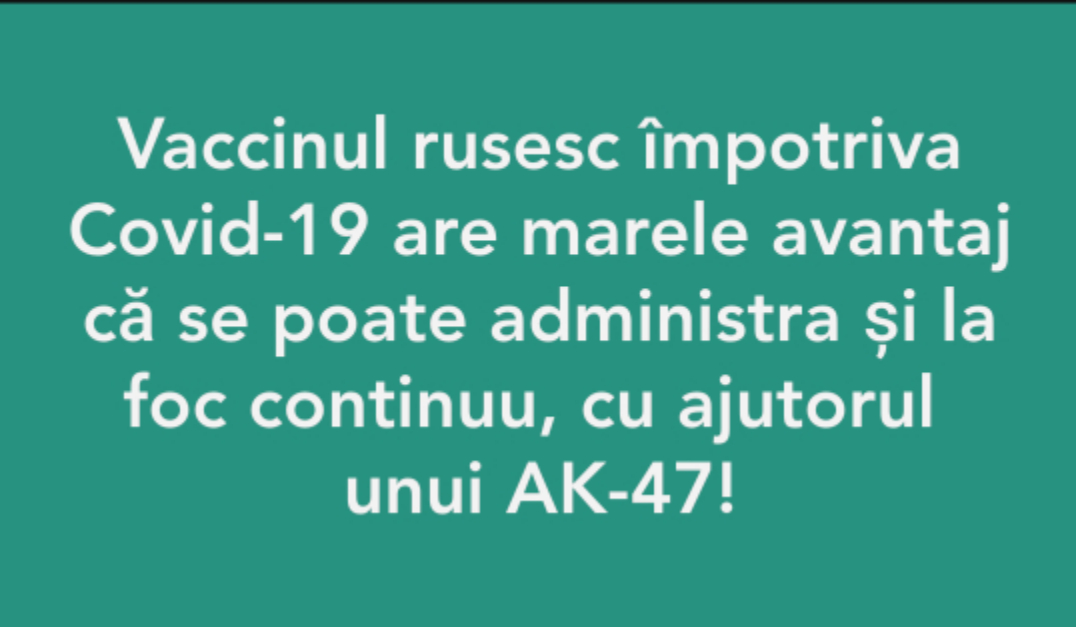 Vaccinul rusesc împotriva
Covid-19 are marele avantaj
că se poate administra și la
foc continuu, cu ajutorul
unui AK-47!